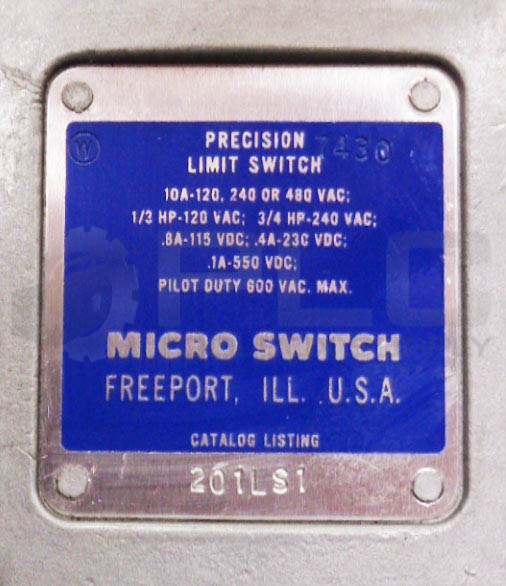 W
PRECISION 7430
LIMIT SWITCH
10A-120, 240 OR 480 VAC;
1/3 HP-120 VAC; 3/4 HP-240 VAC;
.8A-115 VDC; .4A-230 VDC;
.1A-550 VDC;
PILOT DUTY 600 VAC. MAX.
MICRO SWITCH
FREEPORT, ILL. U.S.A.
CATALOG LISTING
201LS1